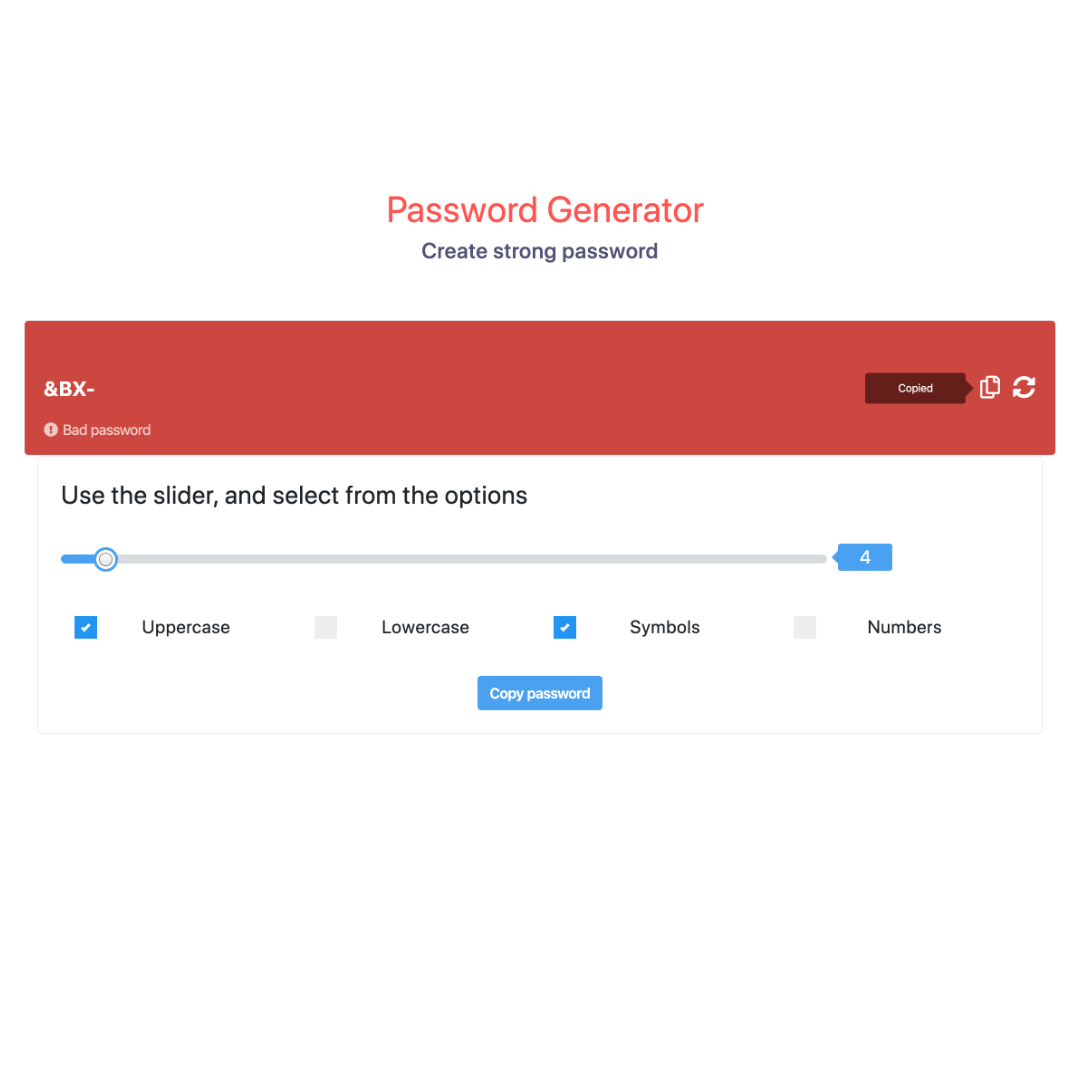 Password Generator
Create strong password
&BX-
Copied
Bad password
Use the slider, and select from the options
4
Uppercase Lowercase Symbols Numbers
Copy password